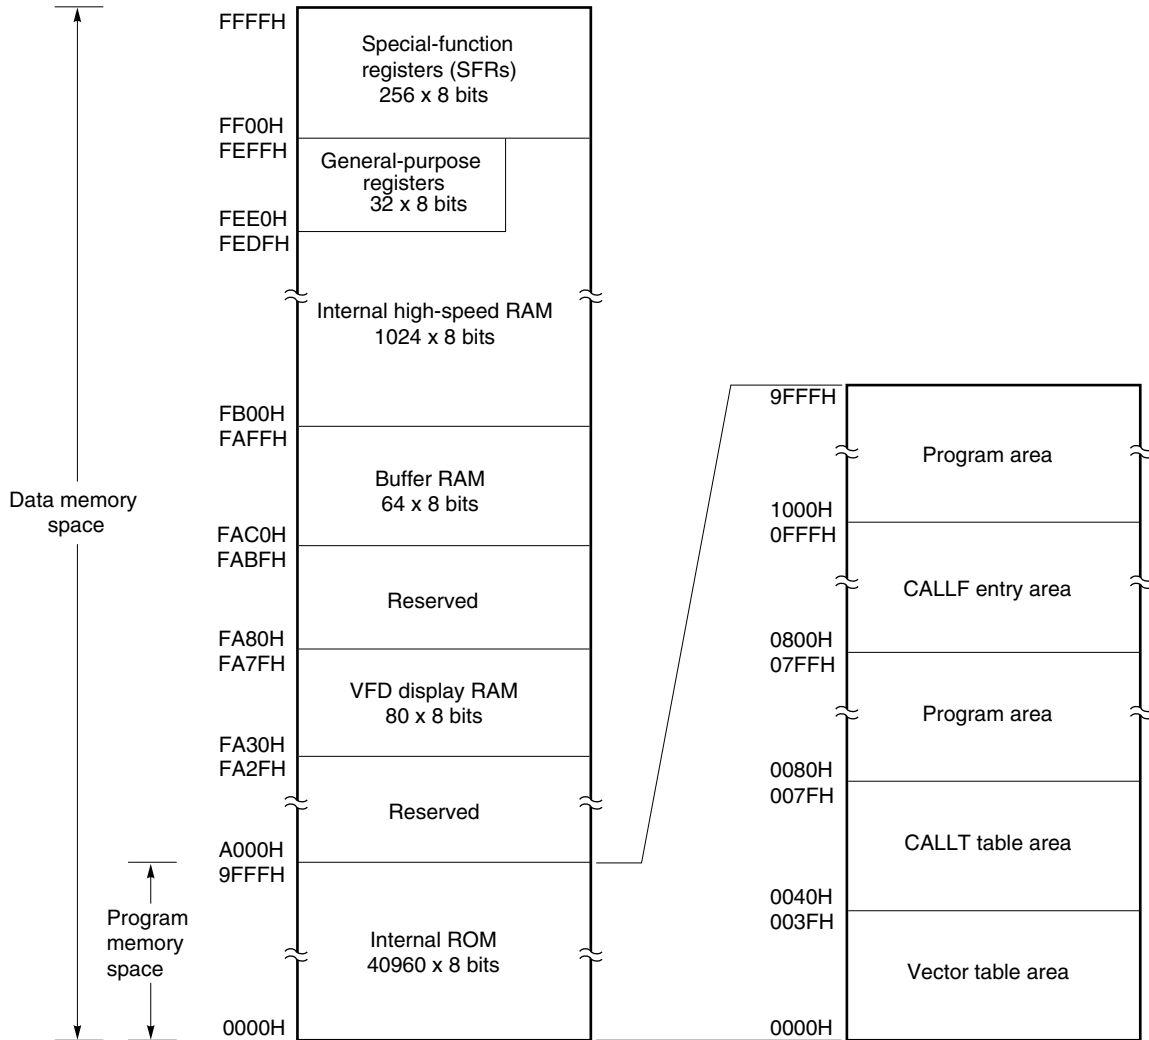 FFFFH
Special-function
registers (SFRs)
256 x 8 bits
FF00H
FEFFH
General-purpose
registers
32 x 8 bits
FEE0H
FEDFH
Internal high-speed RAM
1024 x 8 bits
FB00H
FAFFH
Buffer RAM
64 x 8 bits
Data memory
space
FAC0H
FABFH
Reserved
FA80H
FA7FH
VFD display RAM
80 x 8 bits
FA30H
FA2FH
Reserved
A000H
9FFFH
Program
memory
space
Internal ROM
40960 x 8 bits
0000H
9FFFH
Program area
1000H
0FFFH
CALLF entry area
0800H
07FFH
Program area
0080H
007FH
CALLT table area
0040H
003FH
Vector table area
0000H